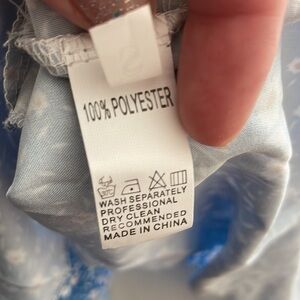 100% POLYESTER
WASH SEPARATELY
PROFESSIONAL
DRY CLEAN
RECOMMENDED
MADE IN CHINA